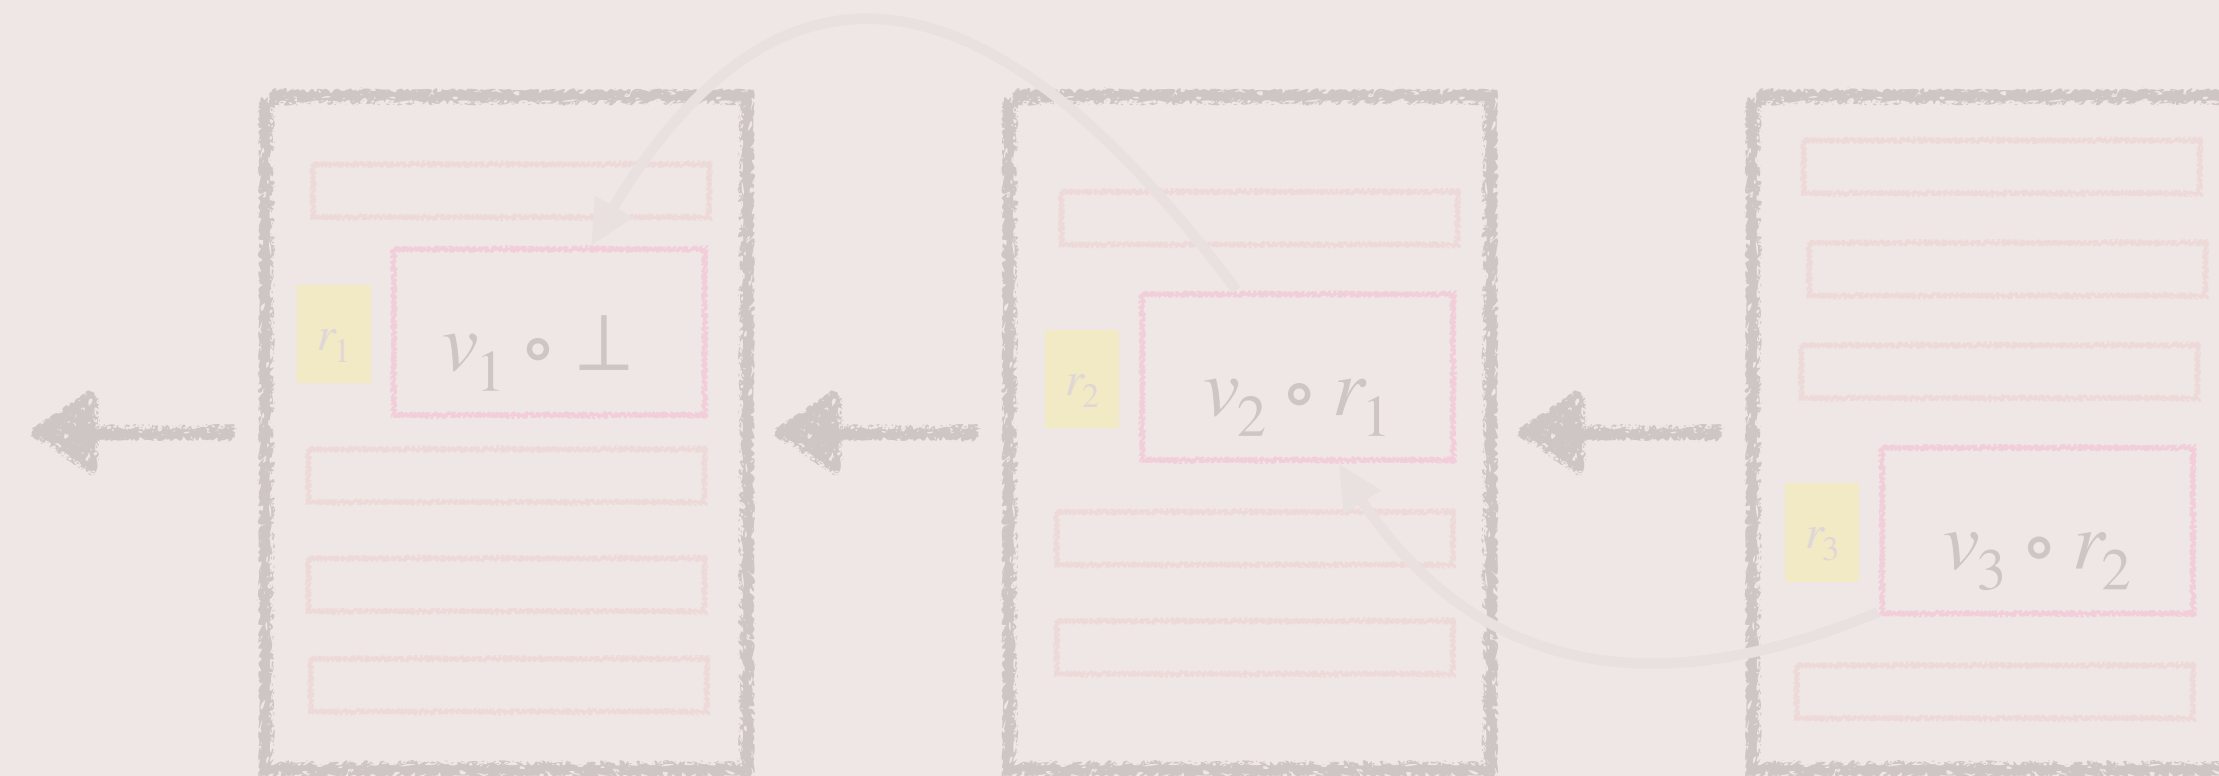 r₁
v₁ ∘ ⊥
r₂
v₂ ∘ r₁
r₃
v₃ ∘ r₂